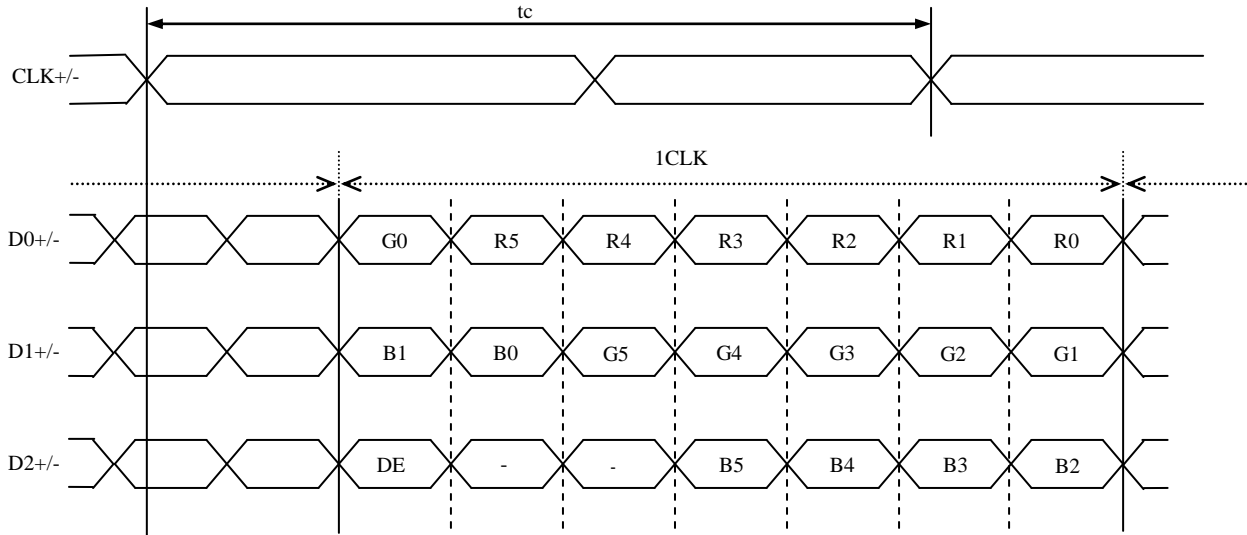 tc
CLK+/-
1CLK
D0+/- G0 R5 R4 R3 R2 R1 R0
D1+/- B1 B0 G5 G4 G3 G2 G1
D2+/- DE - - B5 B4 B3 B2